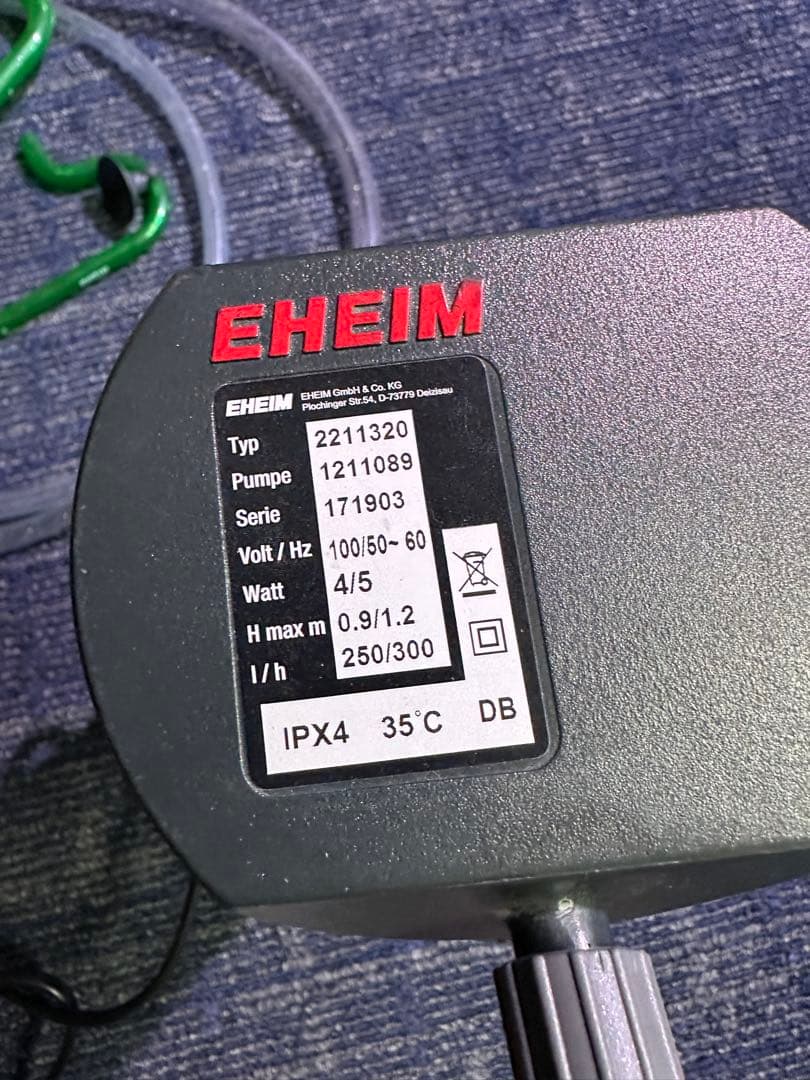 EHEIM
EHEIM EHEIM GmbH & Co. KG
Plochinger Str.54, D-73779 Deizisau
Typ 2211320
Pumpe 1211089
Serie 171903
Volt / Hz 100/50~ 60
Watt 4/5
H max m 0.9/1.2
l / h 250/300
IPX4 35°C DB